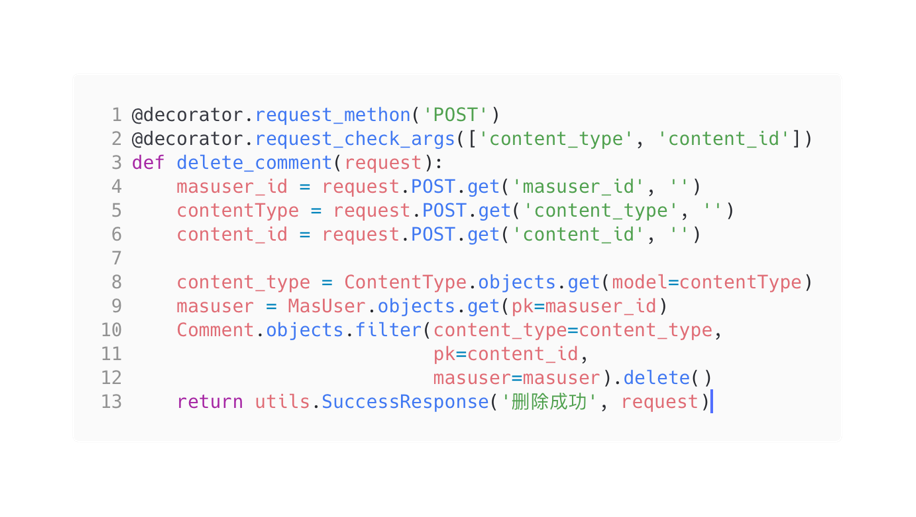 1 @decorator.request_methon('POST')
2 @decorator.request_check_args(['content_type', 'content_id'])
3 def delete_comment(request):
4     masuser_id = request.POST.get('masuser_id', '')
5     contentType = request.POST.get('content_type', '')
6     content_id = request.POST.get('content_id', '')
7
8     content_type = ContentType.objects.get(model=contentType)
9     masuser = MasUser.objects.get(pk=masuser_id)
10     Comment.objects.filter(content_type=content_type,
11                            pk=content_id,
12                            masuser=masuser).delete()
13     return utils.SuccessResponse('删除成功', request)